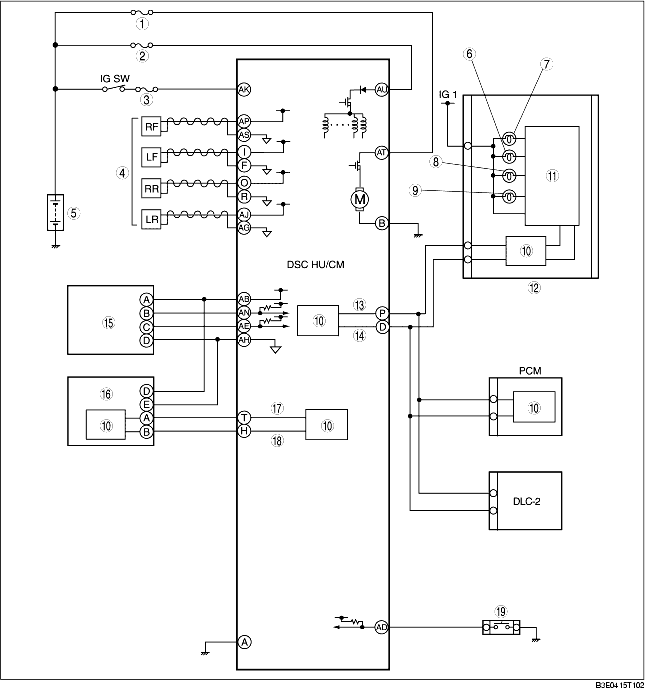 1
2
IG SW
3
AK
AU
RF
AP
AS
LF
I
F
4
RR
O
R
LR
AJ
AG
5
AT
M
B
IG 1
6
7
8
9
11
10
12
DSC HU/CM
15
A
B
C
D
AB
AN
AE
AH
10
13
14
P
D
16
D
E
A
B
10
17
18
T
H
10
PCM
10
DLC-2
19
AD
A
B3E0415T102